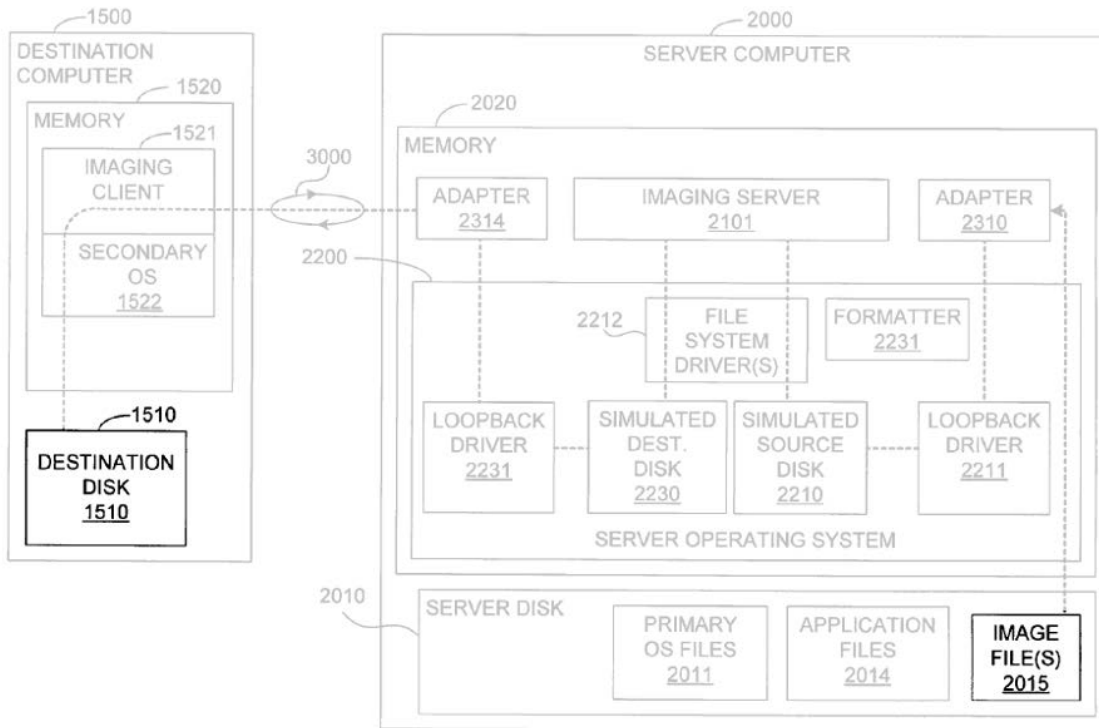 1500
DESTINATION
COMPUTER
1520
MEMORY
1521
IMAGING
CLIENT
SECONDARY
OS
1522
1510
DESTINATION
DISK
1510
3000
2000
SERVER COMPUTER
2020
MEMORY
ADAPTER
2314
IMAGING SERVER
2101
ADAPTER
2310
2200
2212
FILE
SYSTEM
DRIVER(S)
FORMATTER
2231
LOOPBACK
DRIVER
2231
SIMULATED
DEST.
DISK
2230
SIMULATED
SOURCE
DISK
2210
LOOPBACK
DRIVER
2211
SERVER OPERATING SYSTEM
2010
SERVER DISK
PRIMARY
OS FILES
2011
APPLICATION
FILES
2014
IMAGE
FILE(S)
2015